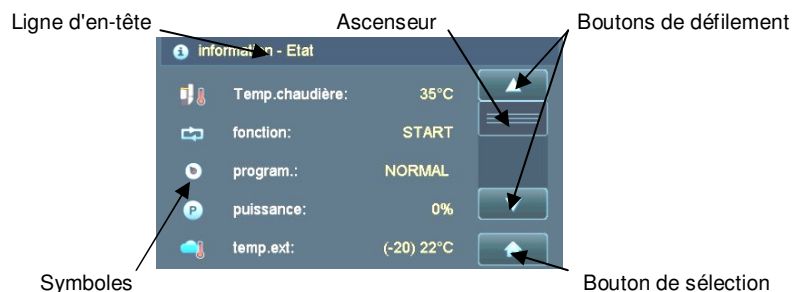 Ligne d'en-tête Ascenseur Boutons de défilement
information - Etat
Temp.chaudière: 35°C
fonction: START
program.: NORMAL
P puissance: 0%
temp.ext: (-20) 22°C
Symboles Bouton de sélection